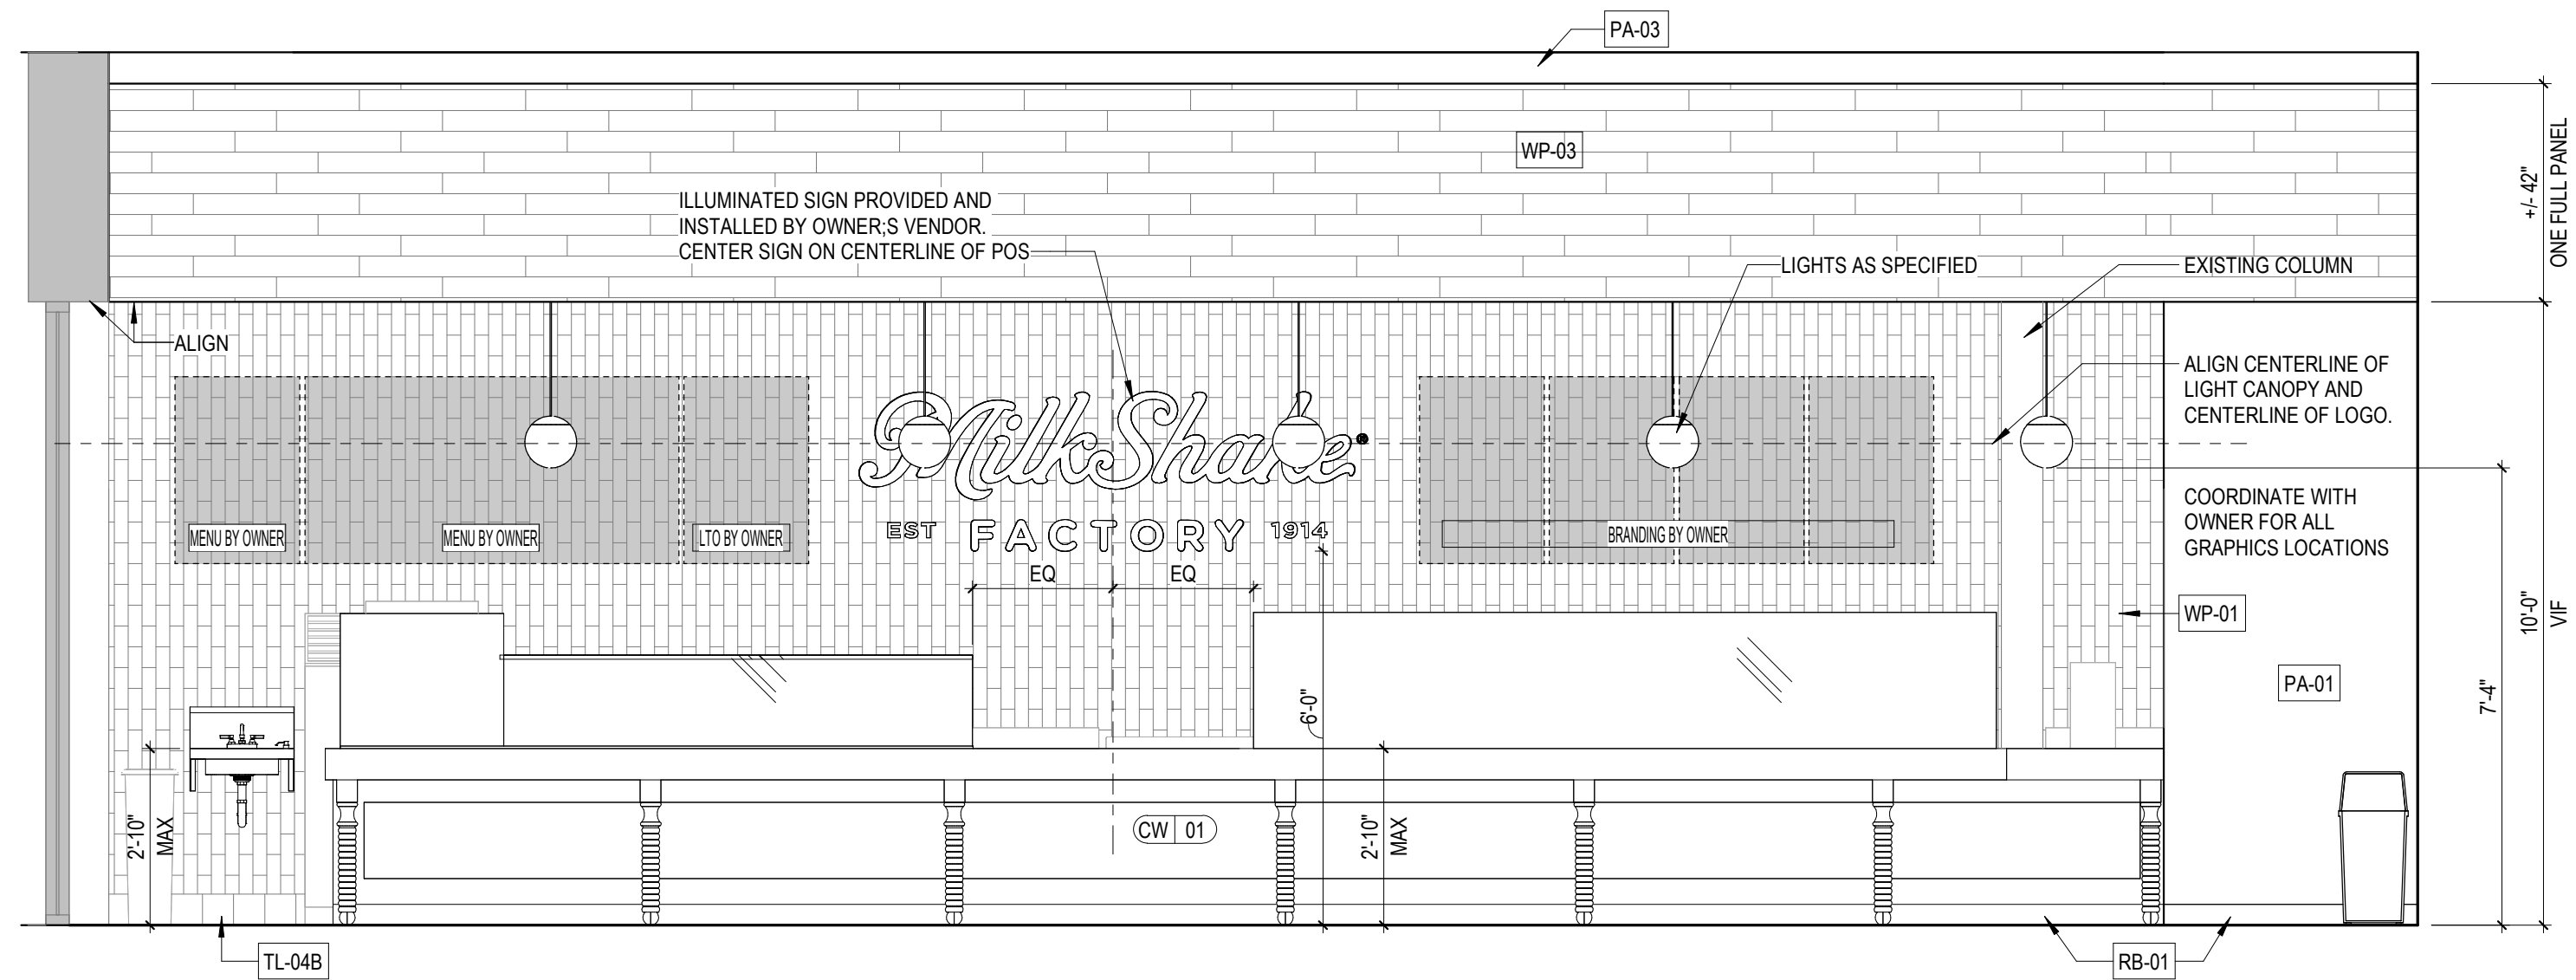 PA-03
WP-03
ILLUMINATED SIGN PROVIDED AND
INSTALLED BY OWNER;S VENDOR.
CENTER SIGN ON CENTERLINE OF POS
LIGHTS AS SPECIFIED
EXISTING COLUMN
+/- 42"
ONE FULL PANEL
ALIGN
ALIGN CENTERLINE OF
LIGHT CANOPY AND
CENTERLINE OF LOGO.
MilkShake®
EST FACTORY 1914
MENU BY OWNER
MENU BY OWNER
LTO BY OWNER
BRANDING BY OWNER
COORDINATE WITH
OWNER FOR ALL
GRAPHICS LOCATIONS
EQ
EQ
WP-01
PA-01
10'-0"
VIF
7'-4"
6'-0"
2'-10"
MAX
CW 01
2'-10"
MAX
TL-04B
RB-01